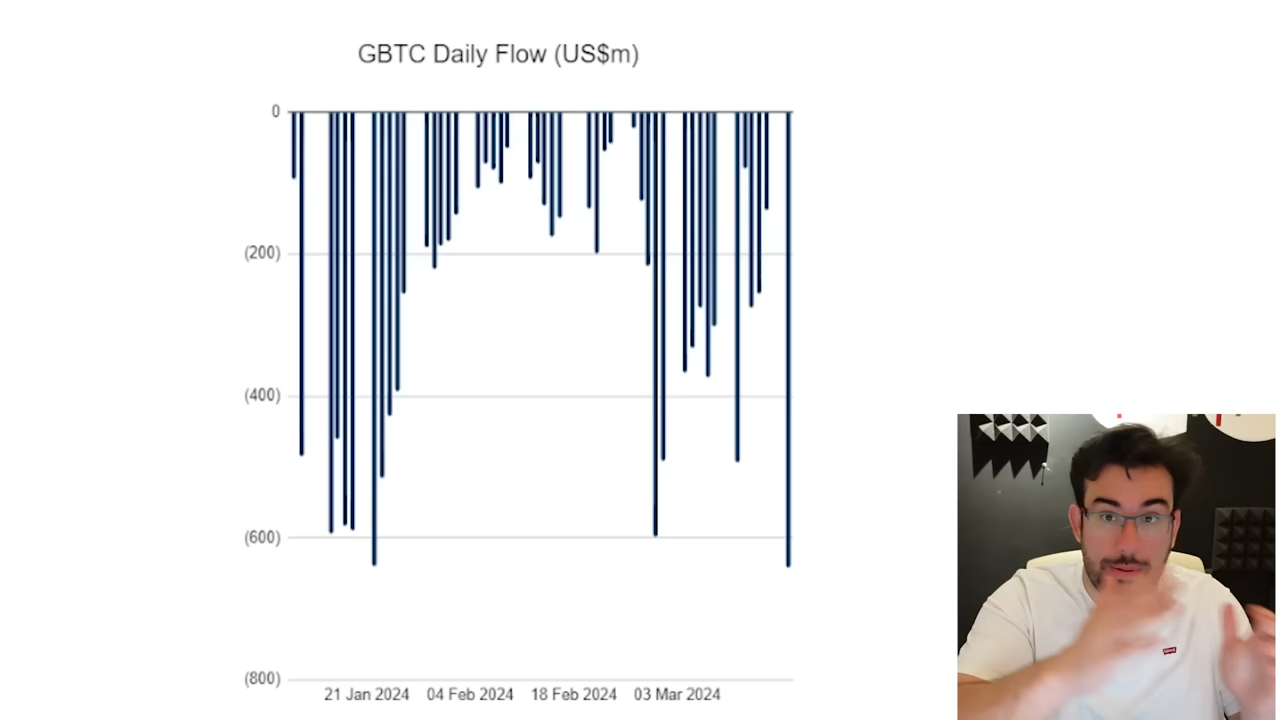 GBTC Daily Flow (US$m)
0
(200)
(400)
(600)
(800)
21 Jan 2024 04 Feb 2024 18 Feb 2024 03 Mar 2024